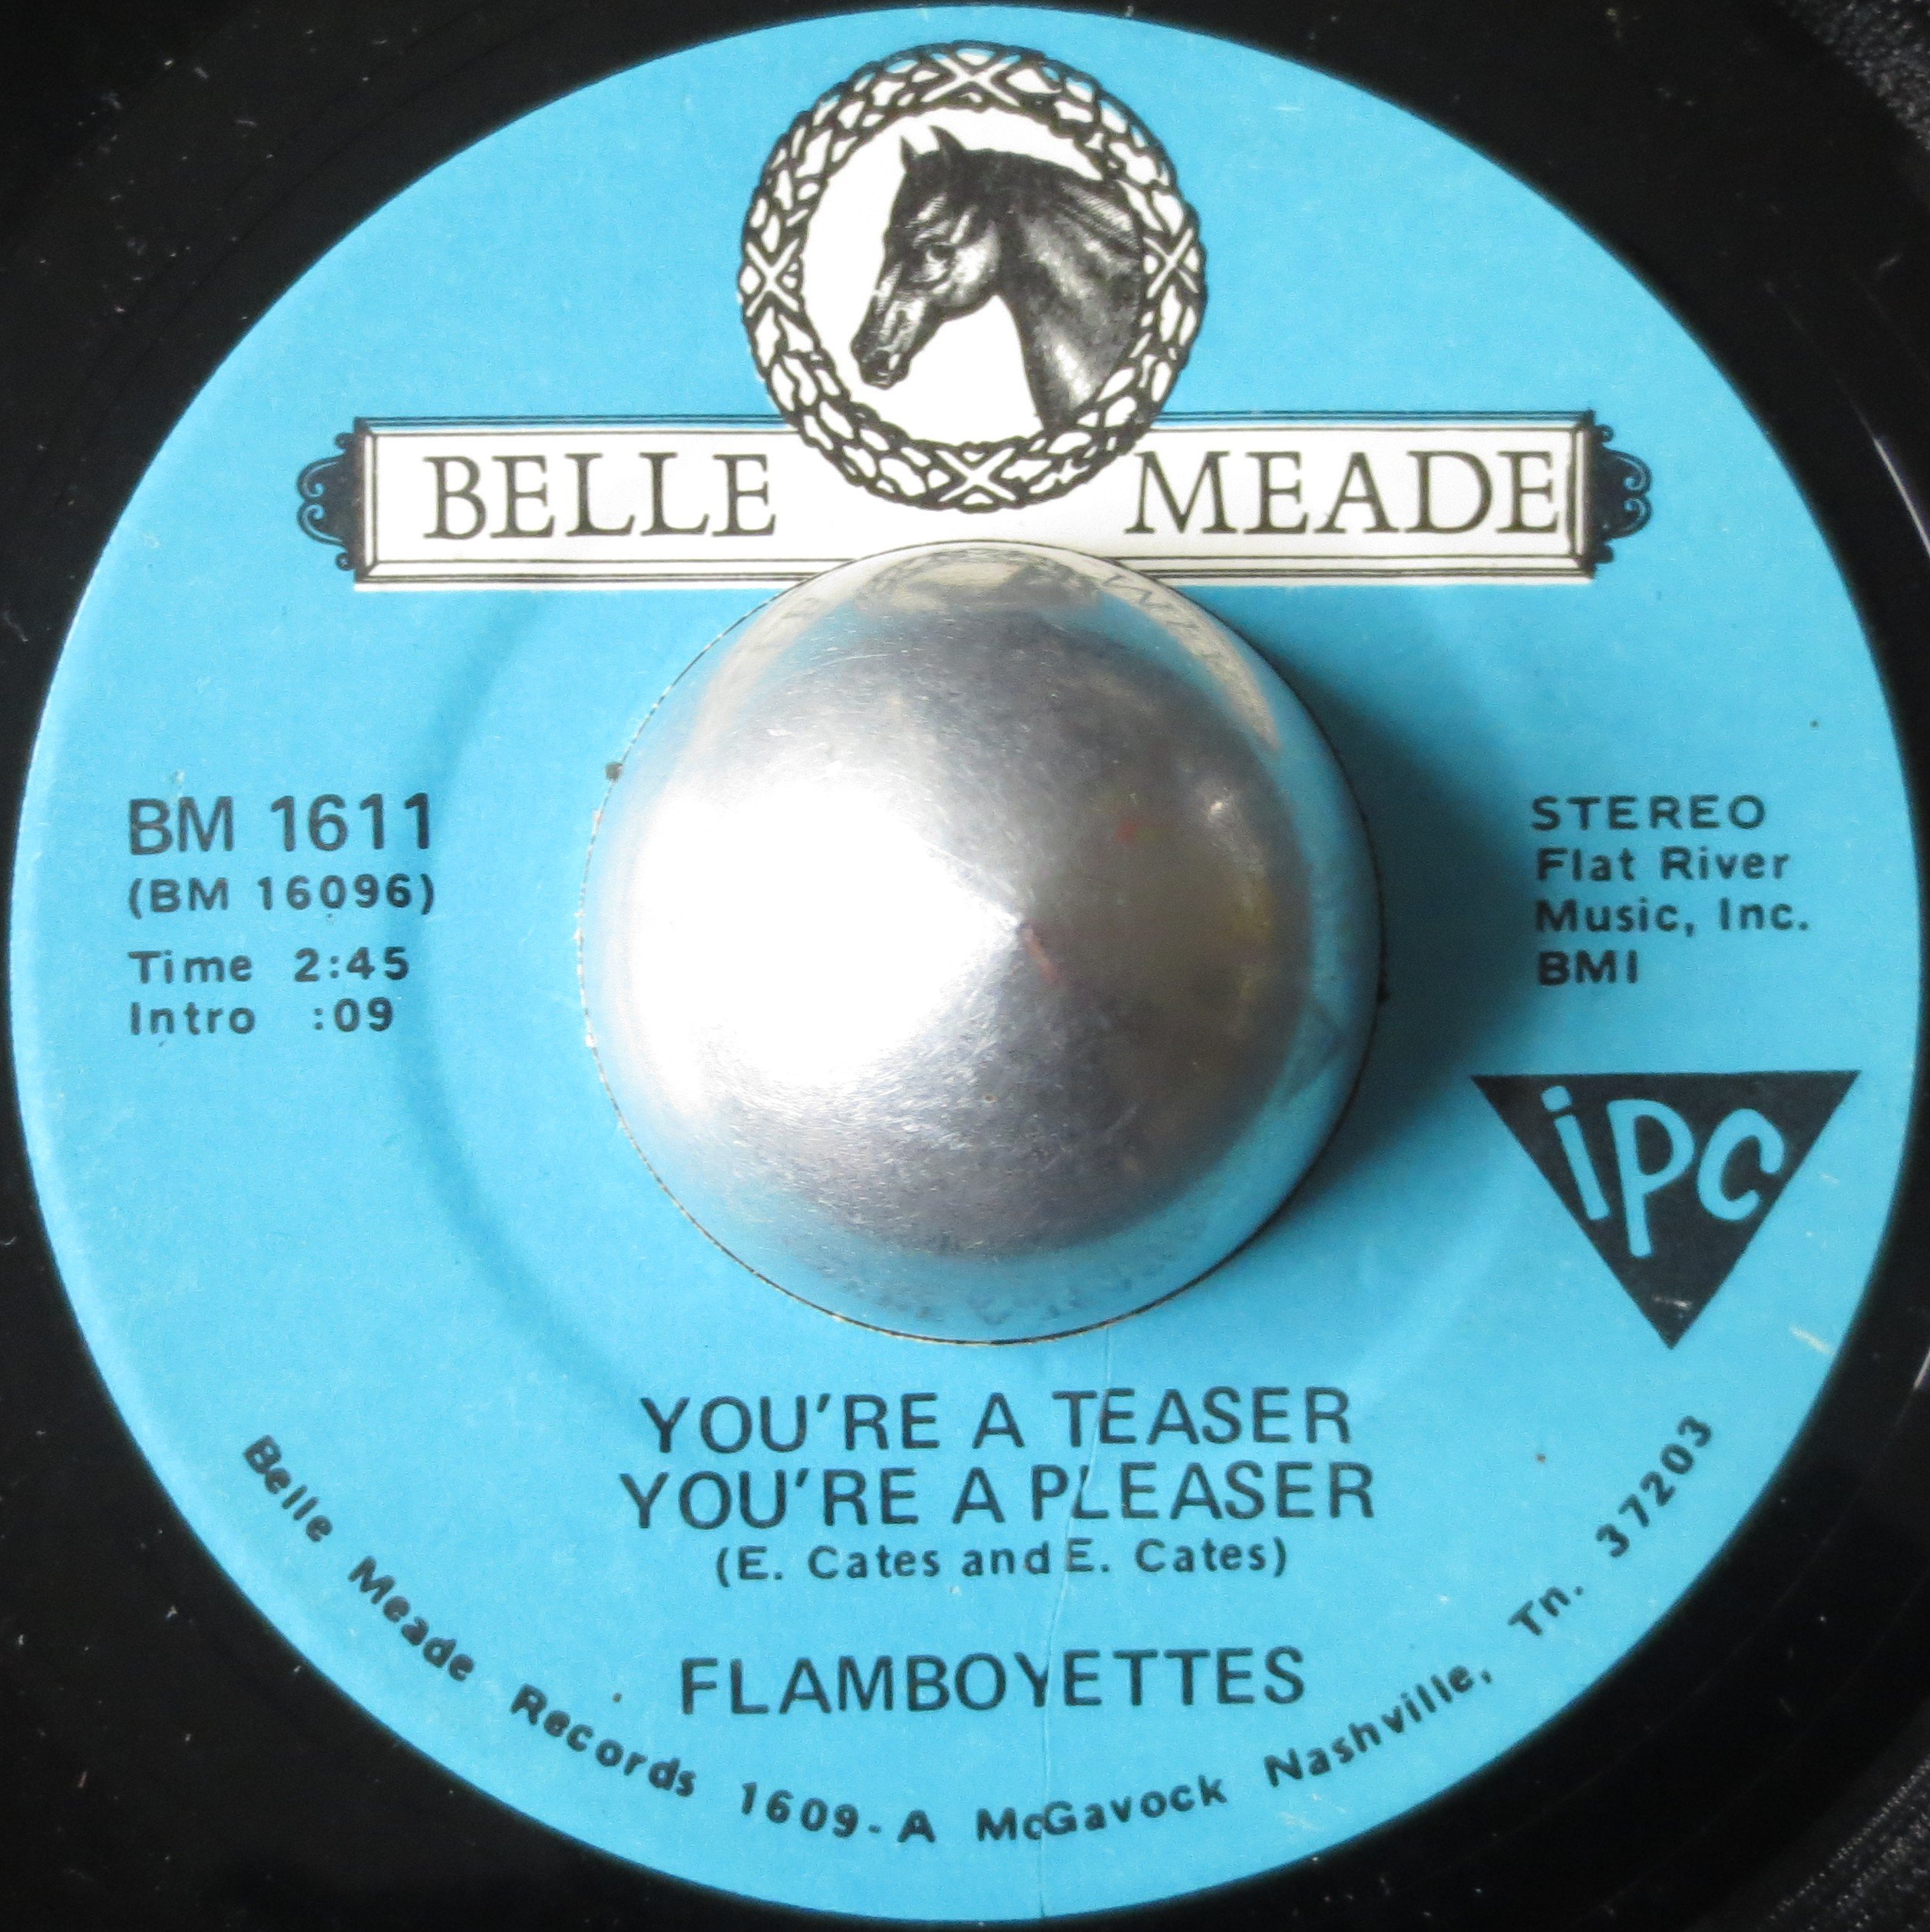 BELLE MEADE
BM 1611
(BM 16096)
Time 2:45
Intro :09
STEREO
Flat River
Music, Inc.
BMI
iPC
YOU'RE A TEASER
YOU'RE A PLEASER
(E. Cates and E. Cates)
FLAMBOYETTES
Belle Meade Records 1609-A McGavock Nashville, Tn. 37203